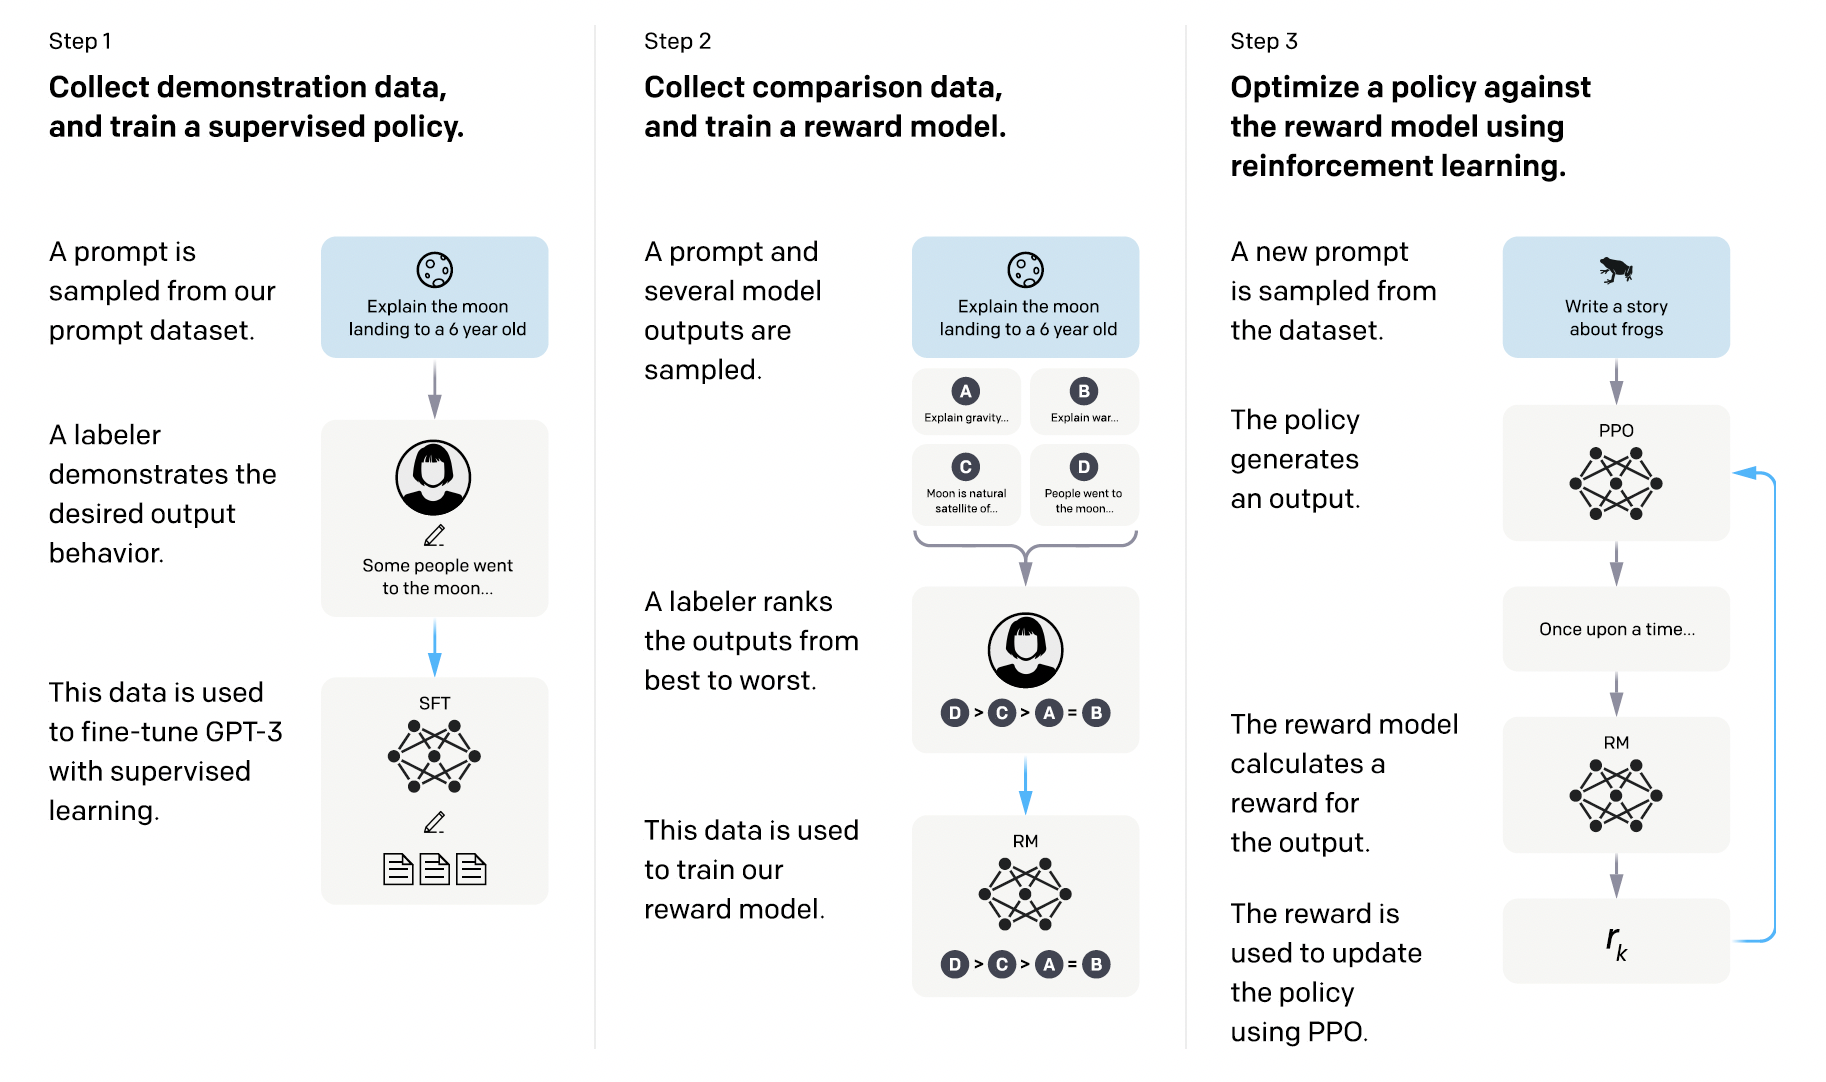 Step 1
Collect demonstration data,
and train a supervised policy.
A prompt is
sampled from our
prompt dataset.
Explain the moon
landing to a 6 year old
A labeler
demonstrates the
desired output
behavior.
Some people went
to the moon...
This data is used
to fine-tune GPT-3
with supervised
learning.
SFT
Step 2
Collect comparison data,
and train a reward model.
A prompt and
several model
outputs are
sampled.
Explain the moon
landing to a 6 year old
A
Explain gravity...
B
Explain war...
C
Moon is natural
satellite of...
D
People went to
the moon...
A labeler ranks
the outputs from
best to worst.
D > C > A = B
This data is used
to train our
reward model.
RM
D > C > A = B
Step 3
Optimize a policy against
the reward model using
reinforcement learning.
A new prompt
is sampled from
the dataset.
Write a story
about frogs
The policy
generates
an output.
PPO
Once upon a time...
The reward model
calculates a
reward for
the output.
RM
The reward is
used to update
the policy
using PPO.
r_k